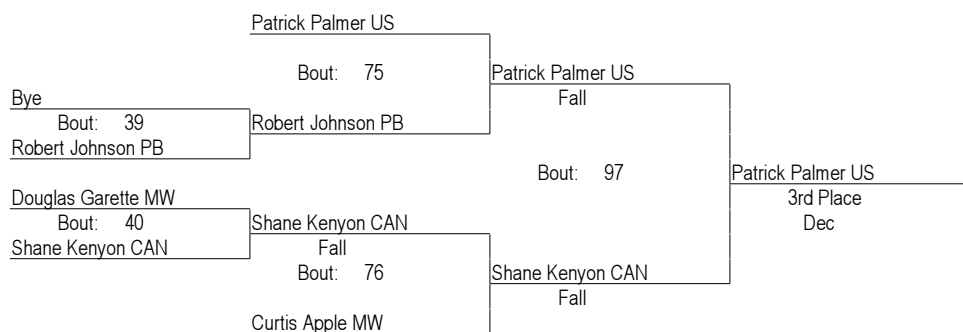 Patrick Palmer US
Bout: 75
Patrick Palmer US
Fall
Bye
Bout: 39
Robert Johnson PB
Robert Johnson PB
Bout: 97
Patrick Palmer US
3rd Place
Dec
Douglas Garette MW
Bout: 40
Shane Kenyon CAN
Shane Kenyon CAN
Fall
Bout: 76
Shane Kenyon CAN
Fall
Curtis Apple MW